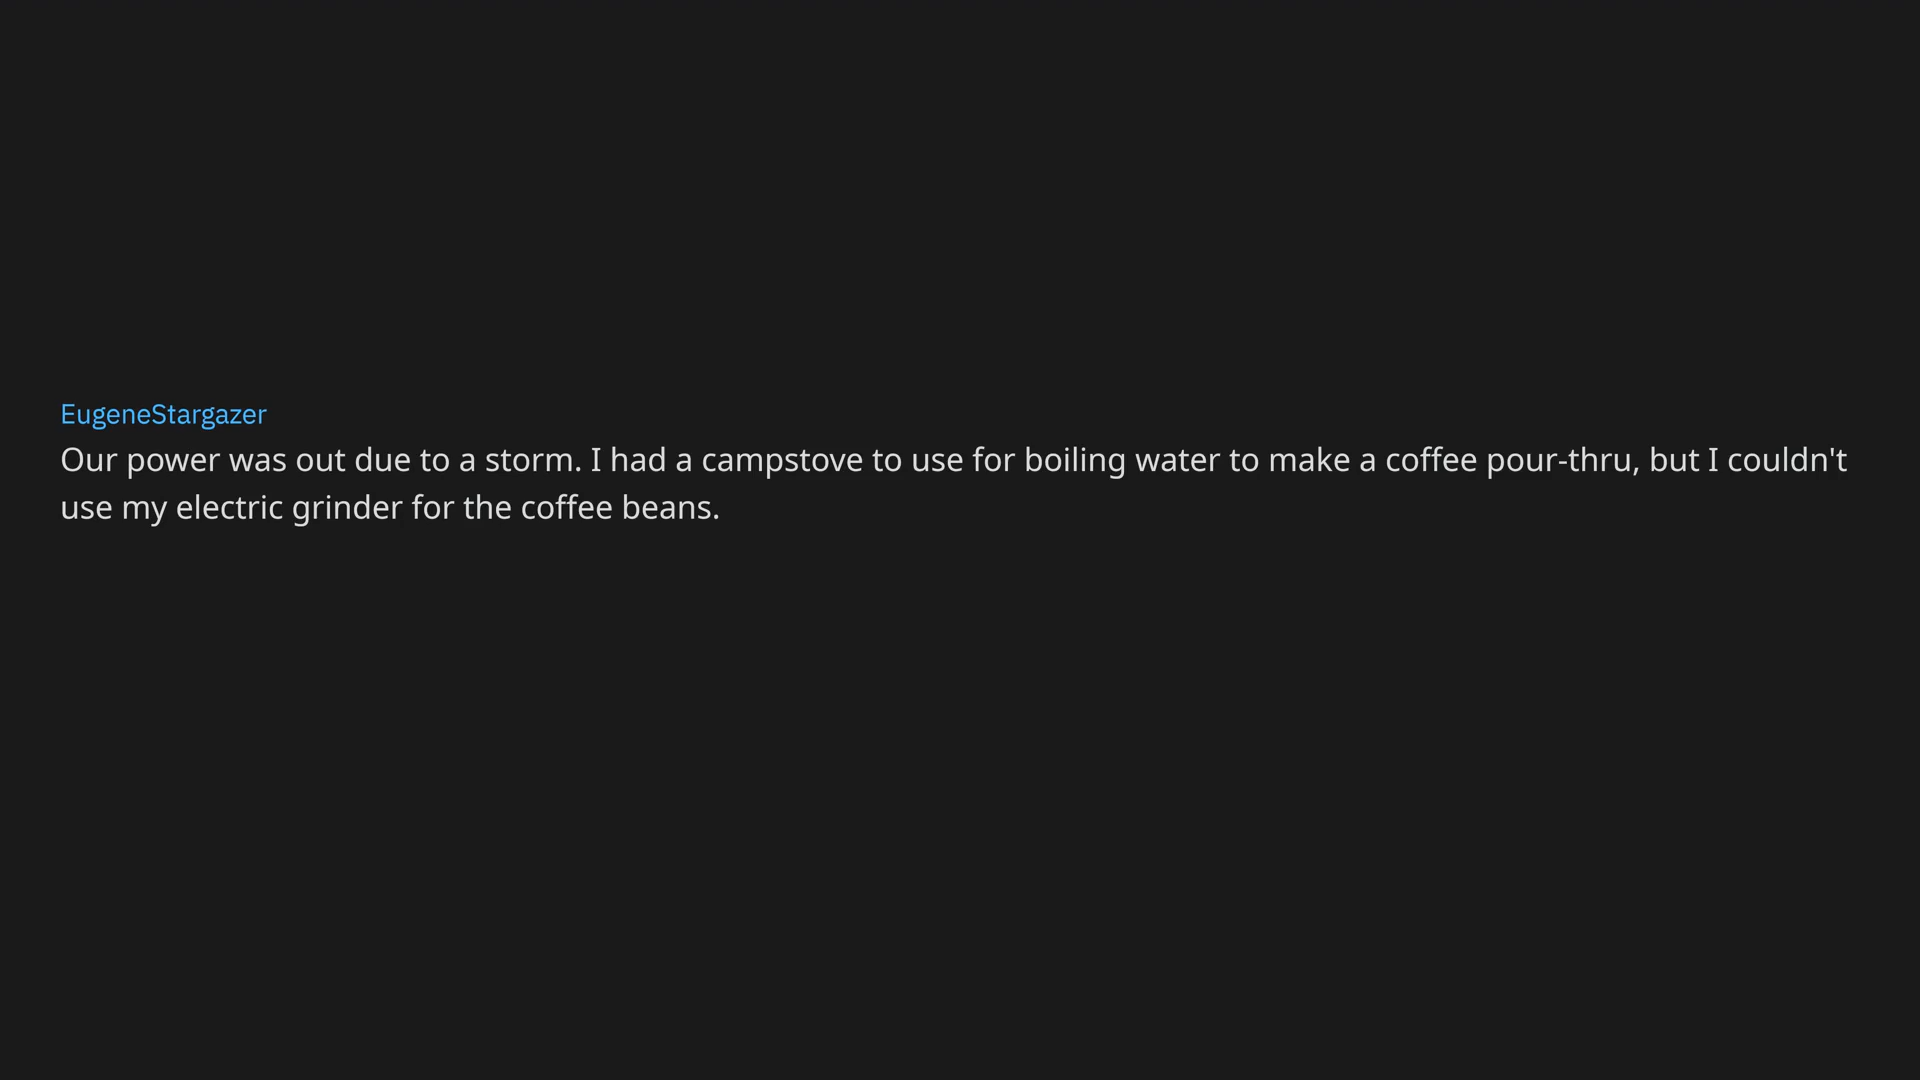 EugeneStargazer
Our power was out due to a storm. I had a campstove to use for boiling water to make a coffee pour-thru, but I couldn't
use my electric grinder for the coffee beans.